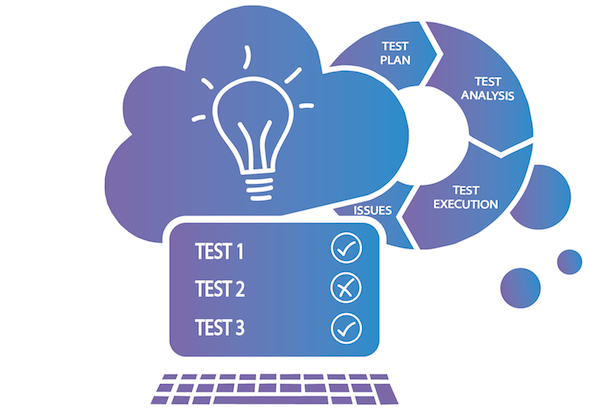 TEST
PLAN
TEST
ANALYSIS
TEST
EXECUTION
ISSUES
TEST 1
TEST 2
TEST 3